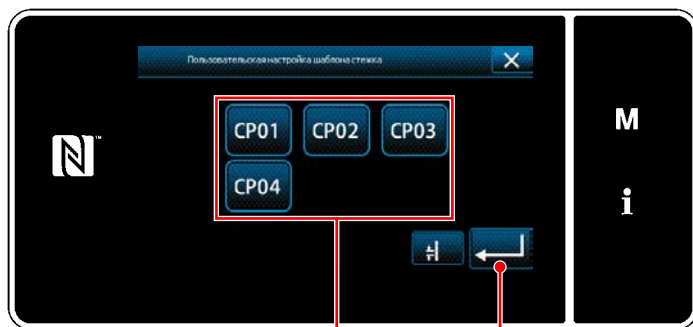 Пользовательская настройка шаблона стежка
CP01 CP02 CP03
CP04
M
i